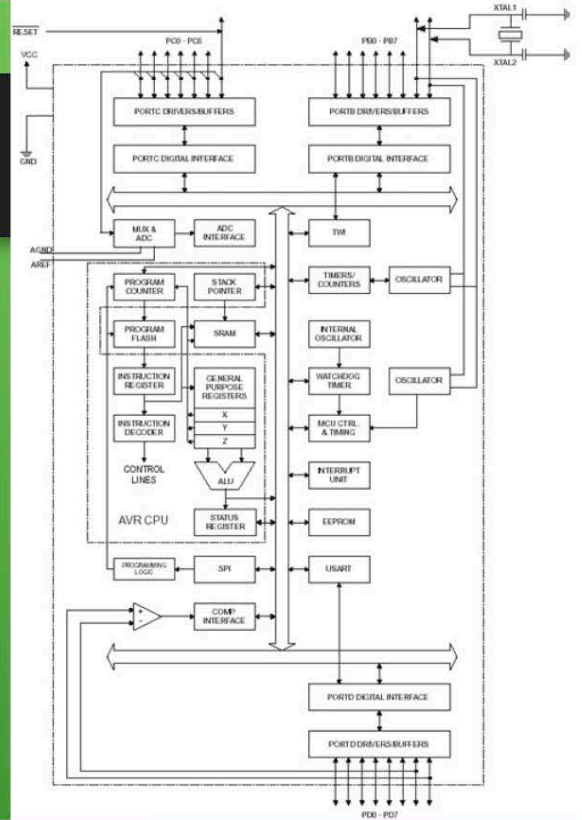 XTAL1
RESET
PC0 - PC6
PB0 - PB7
VCC
XTAL2
PORTC DRIVERS/BUFFERS
PORTB DRIVERS/BUFFERS
GND
PORTC DIGITAL INTERFACE
PORTB DIGITAL INTERFACE
MUX &
ADC
ADC
INTERFACE
TWI
AGND
AREF
PROGRAM
COUNTER
STACK
POINTER
TIMERS/
COUNTERS
OSCILLATOR
PROGRAM
FLASH
SRAM
INTERNAL
OSCILLATOR
INSTRUCTION
REGISTER
GENERAL
PURPOSE
REGISTERS
WATCHDOG
TIMER
OSCILLATOR
X
INSTRUCTION
DECODER
Y
MCU CTRL.
& TIMING
Z
CONTROL
LINES
ALU
INTERRUPT
UNIT
AVR CPU
STATUS
REGISTER
EEPROM
PROGRAMMING
LOGIC
SPI
USART
+
-
COMP.
INTERFACE
PORTD DIGITAL INTERFACE
PORTD DRIVERS/BUFFERS
PD0 - PD7